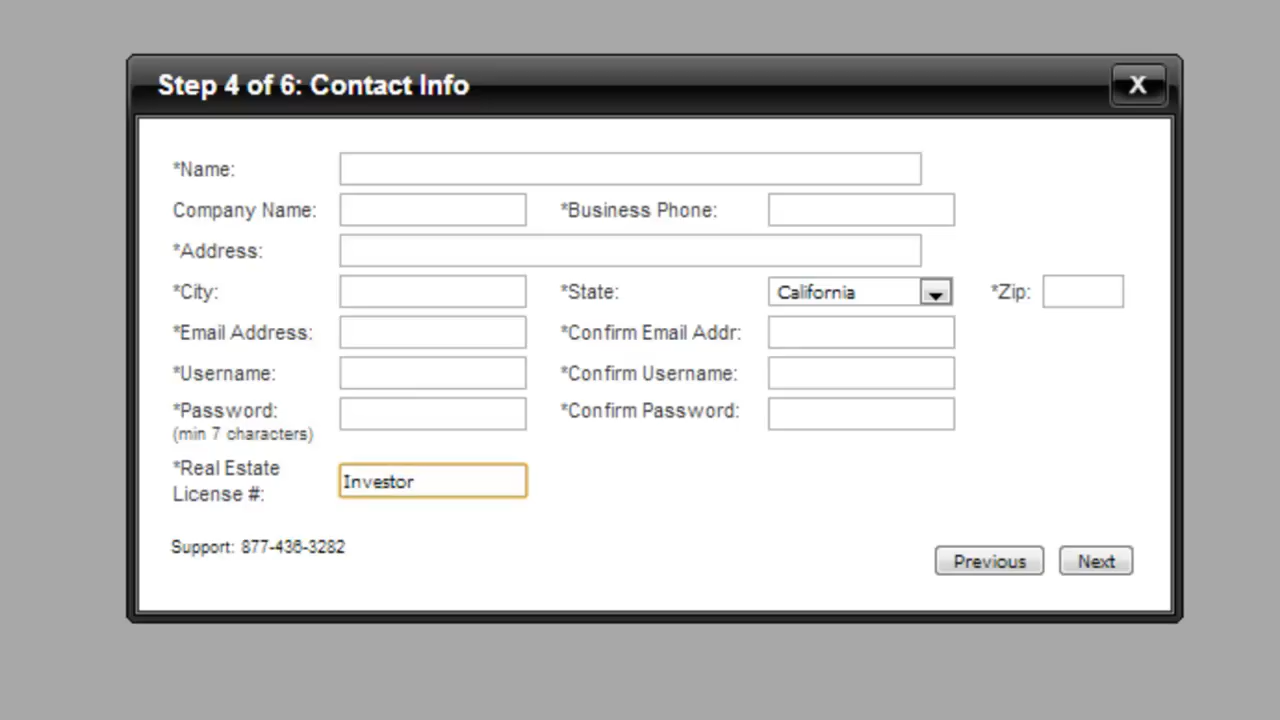 Step 4 of 6: Contact Info
X
*Name:
Company Name:
*Business Phone:
*Address:
*City:
*State:
California
*Zip:
*Email Address:
*Confirm Email Addr:
*Username:
*Confirm Username:
*Password:
(min 7 characters)
*Confirm Password:
*Real Estate
License #:
Investor
Support: 877-436-3282
Previous
Next